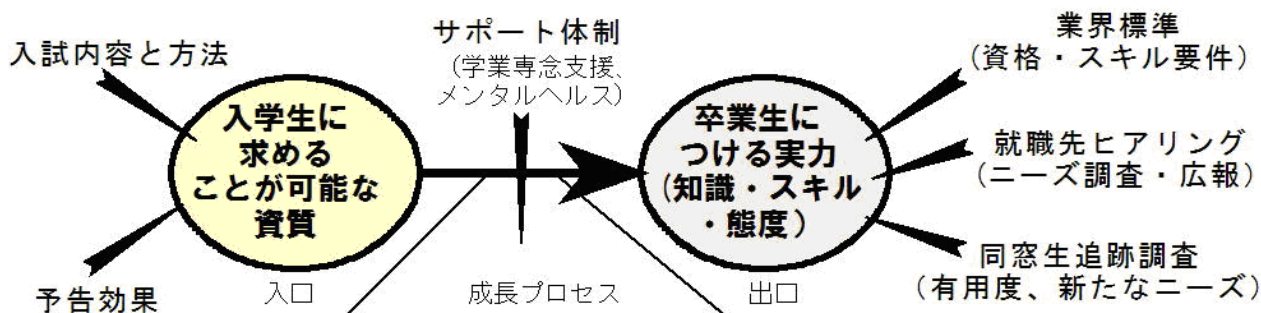 入試内容と方法
予告効果
入学生に
求める
ことが可能な
資質
入口
サポート体制
(学業専念支援、
メンタルヘルス)
成長プロセス
卒業生に
つける実力
(知識・スキル
・態度)
出口
業界標準
(資格・スキル要件)
就職先ヒアリング
(ニーズ調査・広報)
同窓生追跡調査
(有用度、新たなニーズ)